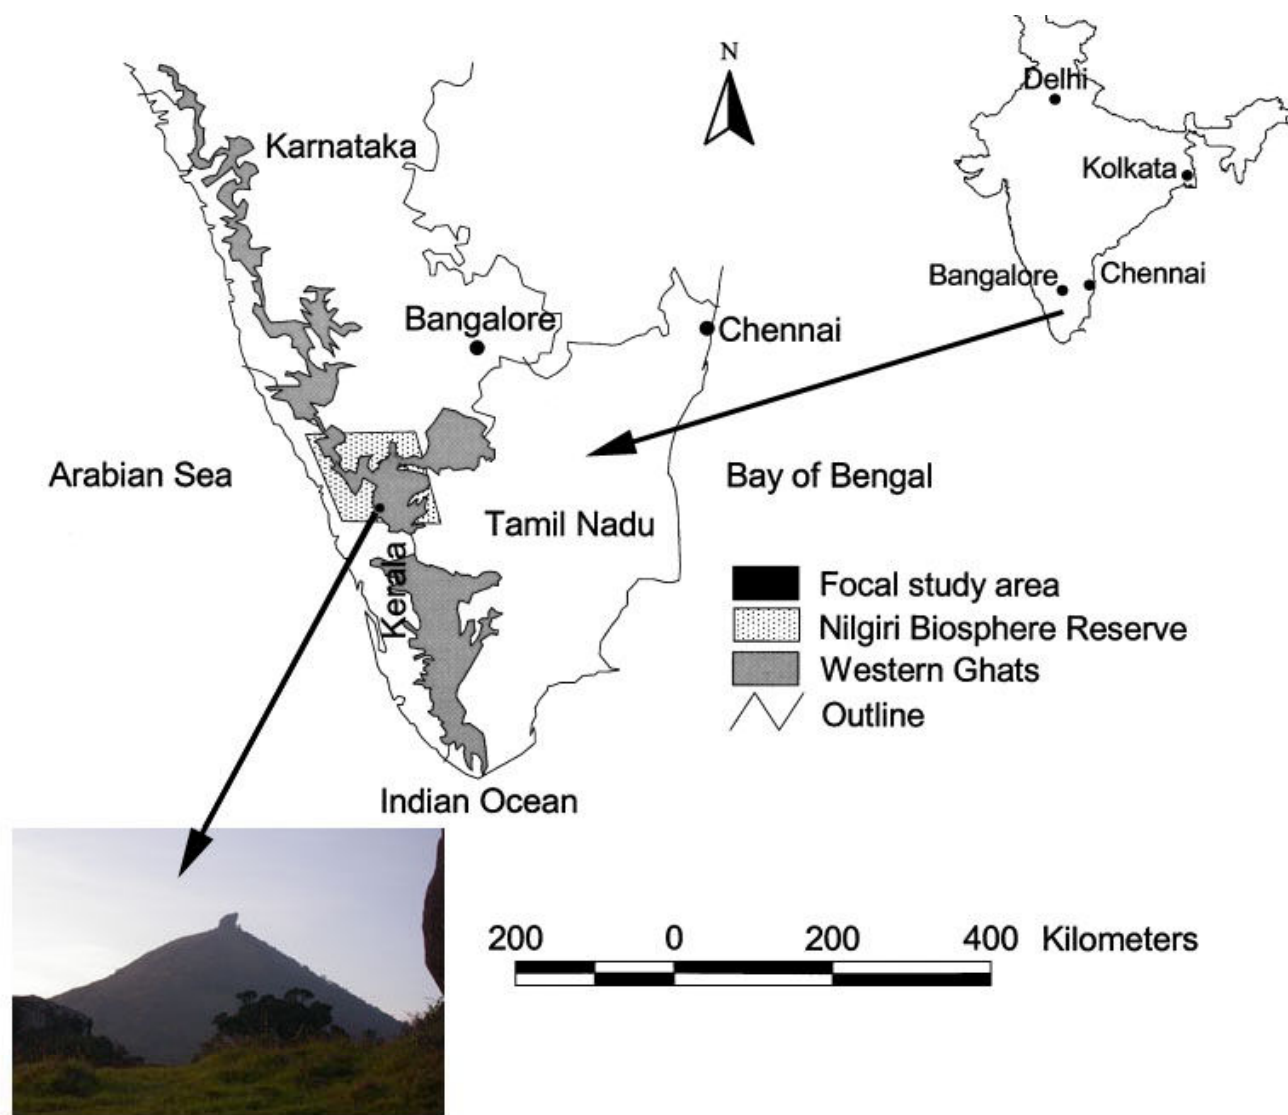 N
Delhi
Kolkata
Bangalore
Chennai
Karnataka
Bangalore
Chennai
Arabian Sea
Bay of Bengal
Tamil Nadu
Kerala
Focal study area
Nilgiri Biosphere Reserve
Western Ghats
Outline
Indian Ocean
200 0 200 400 Kilometers